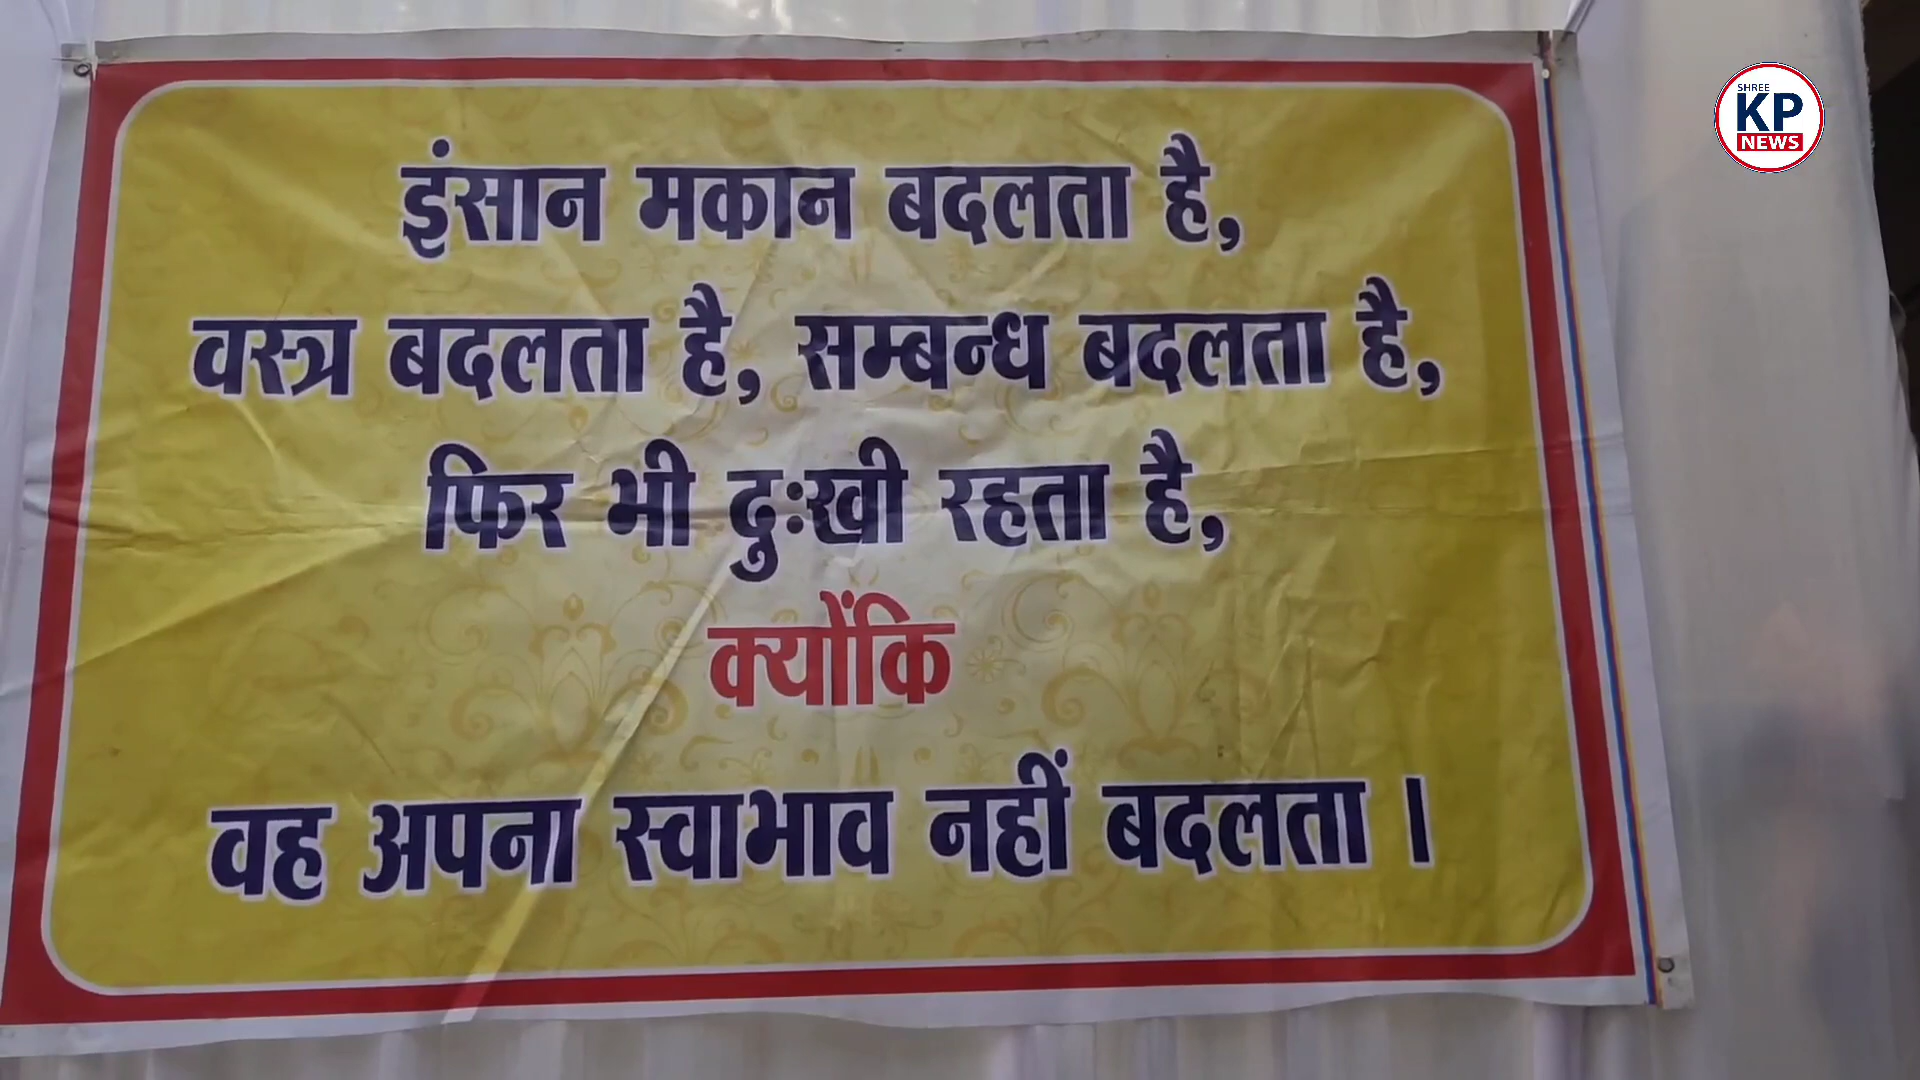 इंसान मकान बदलता है,
वस्त्र बदलता है, सम्बन्ध बदलता है,
फिर भी दुःखी रहता है,
क्योंकि
वह अपना स्वाभाव नहीं बदलता ।
SHREE
KP
NEWS